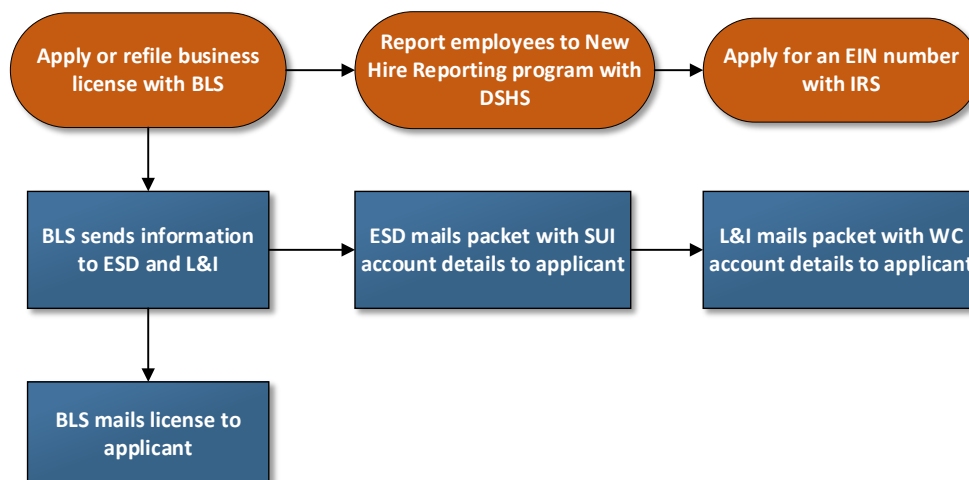 Apply or refile business
license with BLS
Report employees to New
Hire Reporting program with
DSHS
Apply for an EIN number
with IRS
BLS sends information
to ESD and L&I
ESD mails packet with SUI
account details to applicant
L&I mails packet with WC
account details to applicant
BLS mails license to
applicant